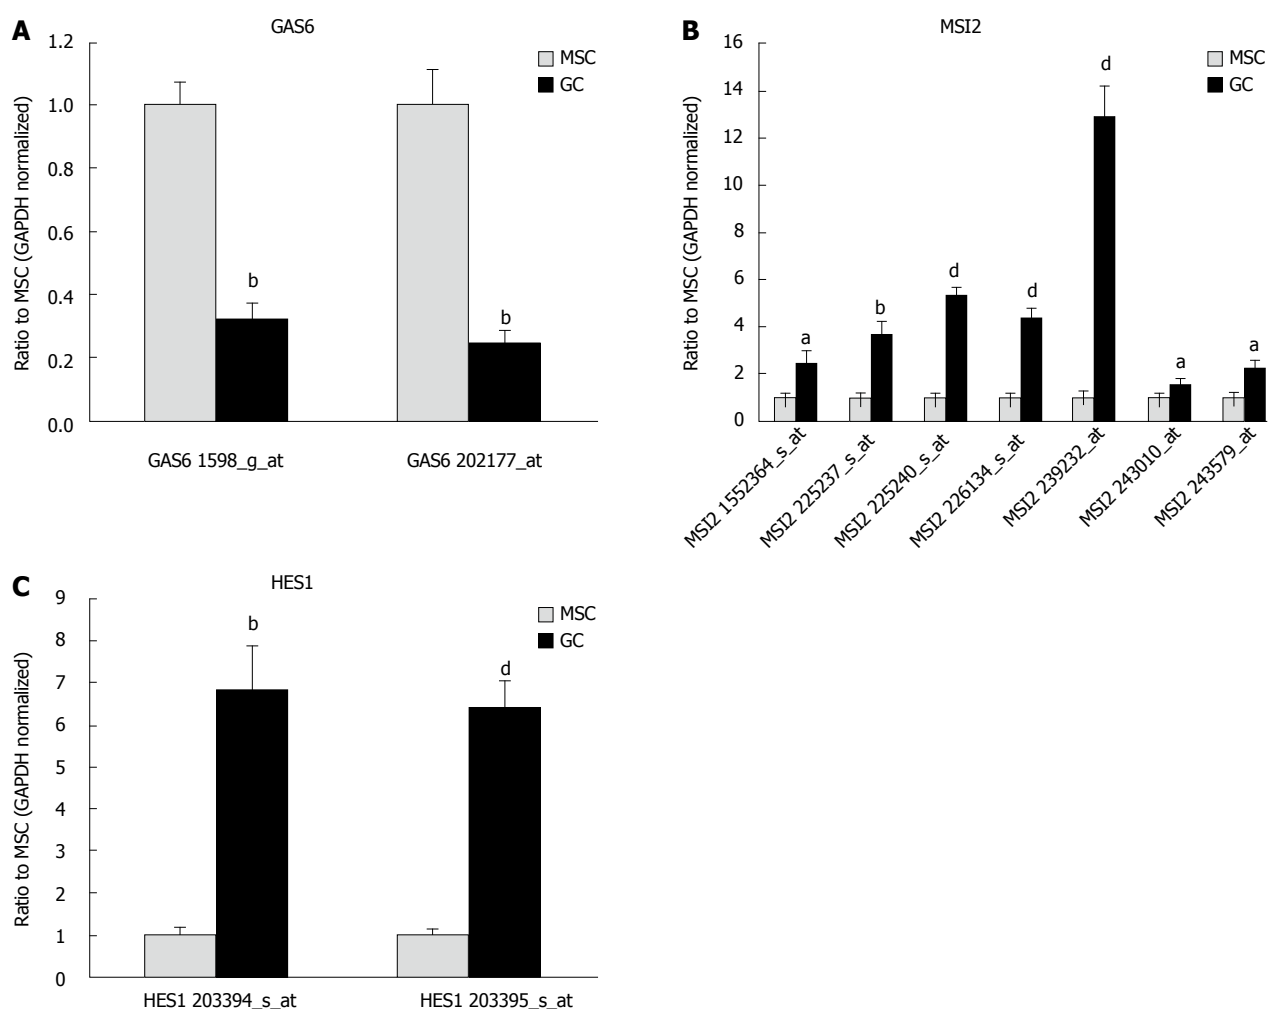 A
GAS6
1.2
1.0
0.8
0.6
0.4
0.2
0.0
Ratio to MSC (GAPDH normalized)
MSC
GC
b
b
GAS6 1598_g_at
GAS6 202177_at
B
MSI2
16
14
12
10
8
6
4
2
0
Ratio to MSC (GAPDH normalized)
MSC
GC
a
b
d
d
d
a
a
MSI2 1552364_s_at
MSI2 225237_s_at
MSI2 225240_s_at
MSI2 226134_s_at
MSI2 239232_at
MSI2 243010_at
MSI2 243579_at
C
HES1
9
8
7
6
5
4
3
2
1
0
Ratio to MSC (GAPDH normalized)
MSC
GC
b
d
HES1 203394_s_at
HES1 203395_s_at